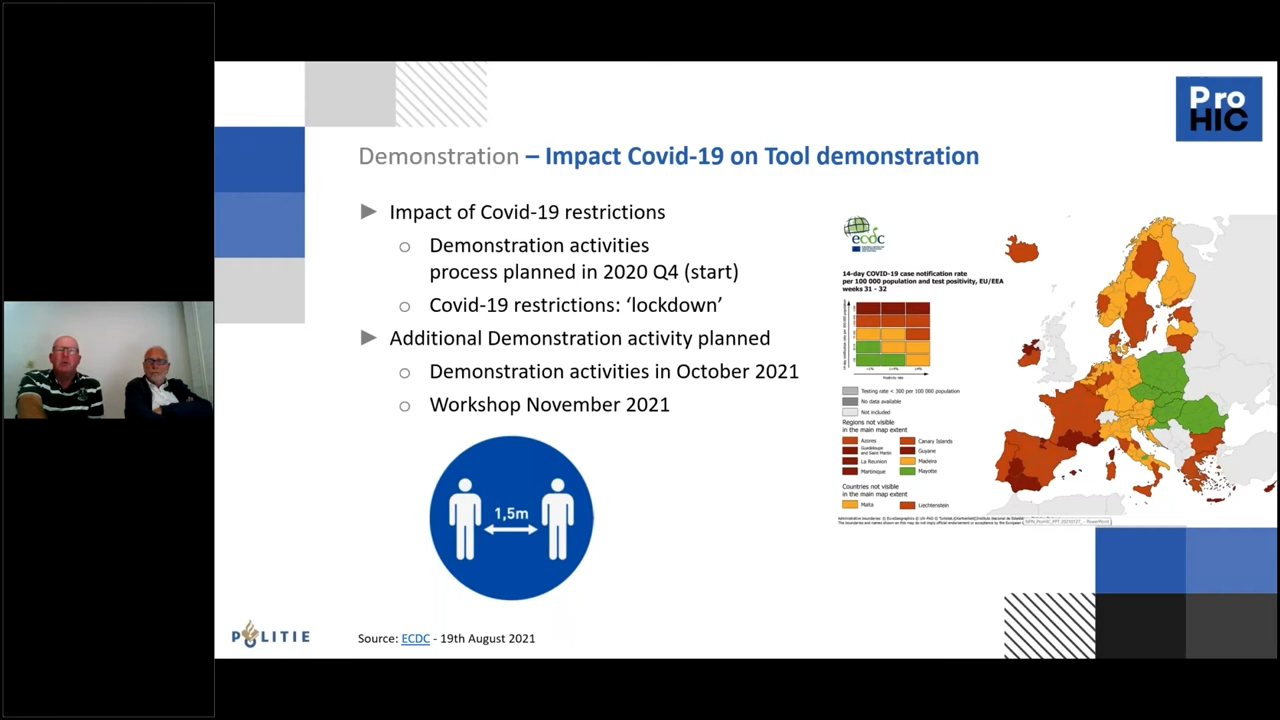 Pro
HIC
Demonstration – Impact Covid-19 on Tool demonstration
Impact of Covid-19 restrictions
Demonstration activities
process planned in 2020 Q4 (start)
Covid-19 restrictions: ‘lockdown’
Additional Demonstration activity planned
Demonstration activities in October 2021
Workshop November 2021
1,5m
ecdc
14-day COVID-19 case notification rate
per 100 000 population and test positivity, EU/EEA
weeks 31 - 32
Positivity rate
Testing rate < 300 per 100 000 population
No data available
Not included
Regions not visible
in the main map extent
Azores
Canary Islands
Guadeloupe
and Saint Martin
Guyane
La Reunion
Madeira
Martinique
Mayotte
Countries not visible
in the main map extent
Malta
Liechtenstein
POLITIE
Source: ECDC - 19th August 2021